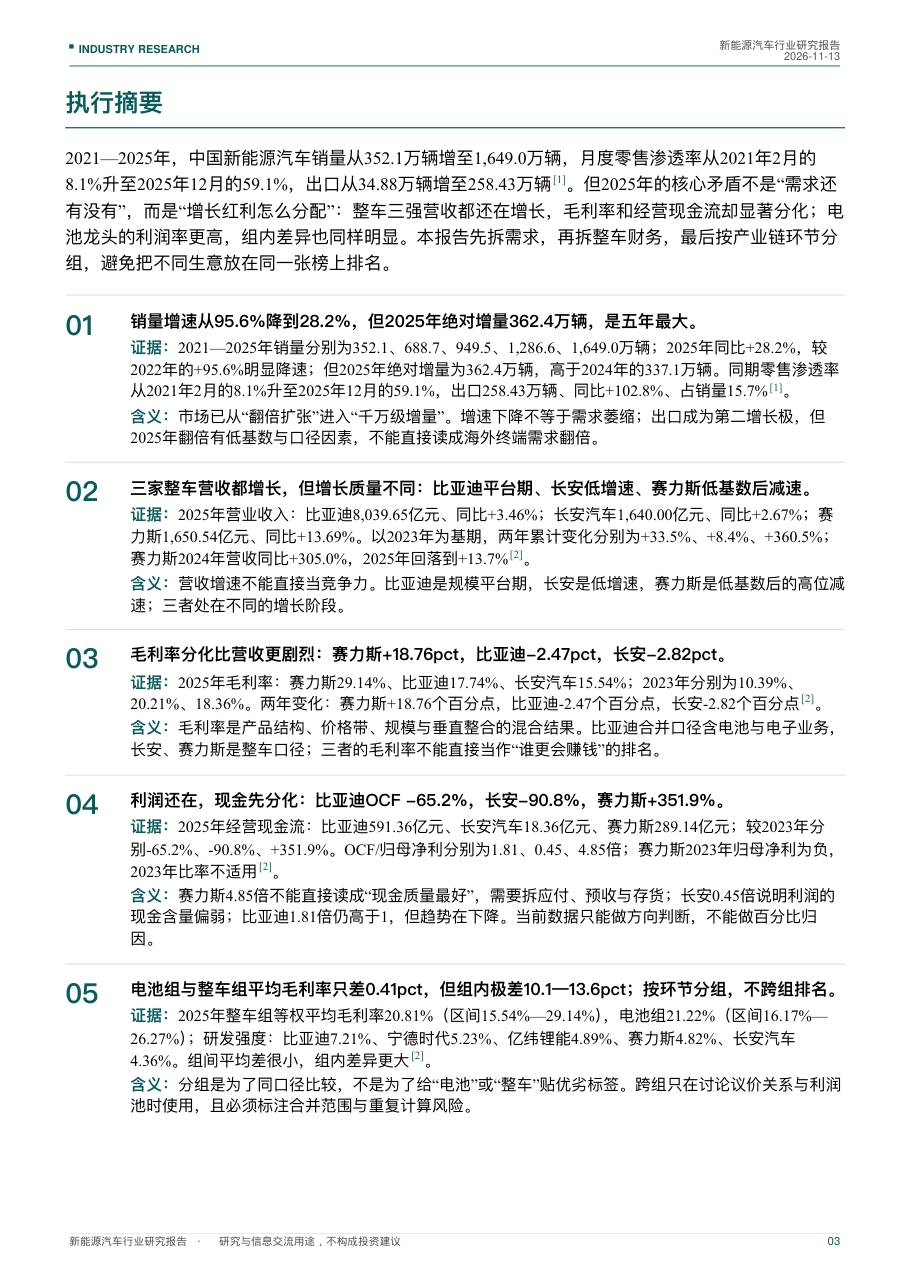 INDUSTRY RESEARCH
新能源汽车行业研究报告
2026-11-13
执行摘要
2021—2025年，中国新能源汽车销量从352.1万辆增至1,649.0万辆，月度零售渗透率从2021年2月的
8.1%升至2025年12月的59.1%，出口从34.88万辆增至258.43万辆[1]。但2025年的核心矛盾不是“需求还
有没有”，而是“增长红利怎么分配”：整车三强营收都还在增长，毛利率和经营现金流却显著分化；电
池龙头的利润率更高，组内差异也同样明显。本报告先拆需求，再拆整车财务，最后按产业链环节分
组，避免把不同生意放在同一张榜上排名。
01
销量增速从95.6%降到28.2%，但2025年绝对增量362.4万辆，是五年最大。
证据：2021—2025年销量分别为352.1、688.7、949.5、1,286.6、1,649.0万辆；2025年同比+28.2%，较
2022年的+95.6%明显降速；但2025年绝对增量为362.4万辆，高于2024年的337.1万辆。同期零售渗透率
从2021年2月的8.1%升至2025年12月的59.1%，出口258.43万辆、同比+102.8%、占销量15.7%[1]。
含义：市场已从“翻倍扩张”进入“千万级增量”。增速下降不等于需求萎缩；出口成为第二增长极，但
2025年翻倍有低基数与口径因素，不能直接读成海外终端需求翻倍。
02
三家整车营收都增长，但增长质量不同：比亚迪平台期、长安低增速、赛力斯低基数后减速。
证据：2025年营业收入：比亚迪8,039.65亿元、同比+3.46%；长安汽车1,640.00亿元、同比+2.67%；赛
力斯1,650.54亿元、同比+13.69%。以2023年为基期，两年累计变化分别为+33.5%、+8.4%、+360.5%；
赛力斯2024年营收同比+305.0%，2025年回落到+13.7%[2]。
含义：营收增速不能直接当竞争力。比亚迪是规模平台期，长安是低增速，赛力斯是低基数后的高位减
速；三者处在不同的增长阶段。
03
毛利率分化比营收更剧烈：赛力斯+18.76pct，比亚迪−2.47pct，长安−2.82pct。
证据：2025年毛利率：赛力斯29.14%、比亚迪17.74%、长安汽车15.54%；2023年分别为10.39%、
20.21%、18.36%。两年变化：赛力斯+18.76个百分点，比亚迪-2.47个百分点，长安-2.82个百分点[2]。
含义：毛利率是产品结构、价格带、规模与垂直整合的混合结果。比亚迪合并口径含电池与电子业务，
长安、赛力斯是整车口径；三者的毛利率不能直接当作“谁更会赚钱”的排名。
04
利润还在，现金先分化：比亚迪OCF −65.2%，长安−90.8%，赛力斯+351.9%。
证据：2025年经营现金流：比亚迪591.36亿元、长安汽车18.36亿元、赛力斯289.14亿元；较2023年分
别-65.2%、-90.8%、+351.9%。OCF/归母净利分别为1.81、0.45、4.85倍；赛力斯2023年归母净利为负，
2023年比率不适用[2]。
含义：赛力斯4.85倍不能直接读成“现金质量最好”，需要拆应付、预收与存货；长安0.45倍说明利润的
现金含量偏弱；比亚迪1.81倍仍高于1，但趋势在下降。当前数据只能做方向判断，不能做百分比归
因。
05
电池组与整车组平均毛利率只差0.41pct，但组内极差10.1—13.6pct；按环节分组，不跨组排名。
证据：2025年整车组等权平均毛利率20.81%（区间15.54%—29.14%），电池组21.22%（区间16.17%—
26.27%）；研发强度：比亚迪7.21%、宁德时代5.23%、亿纬锂能4.89%、赛力斯4.82%、长安汽车
4.36%。组间平均差很小，组内差异更大[2]。
含义：分组是为了同口径比较，不是为了给“电池”或“整车”贴优劣标签。跨组只在讨论议价关系与利润
池时使用，且必须标注合并范围与重复计算风险。
新能源汽车行业研究报告 · 研究与信息交流用途，不构成投资建议
03